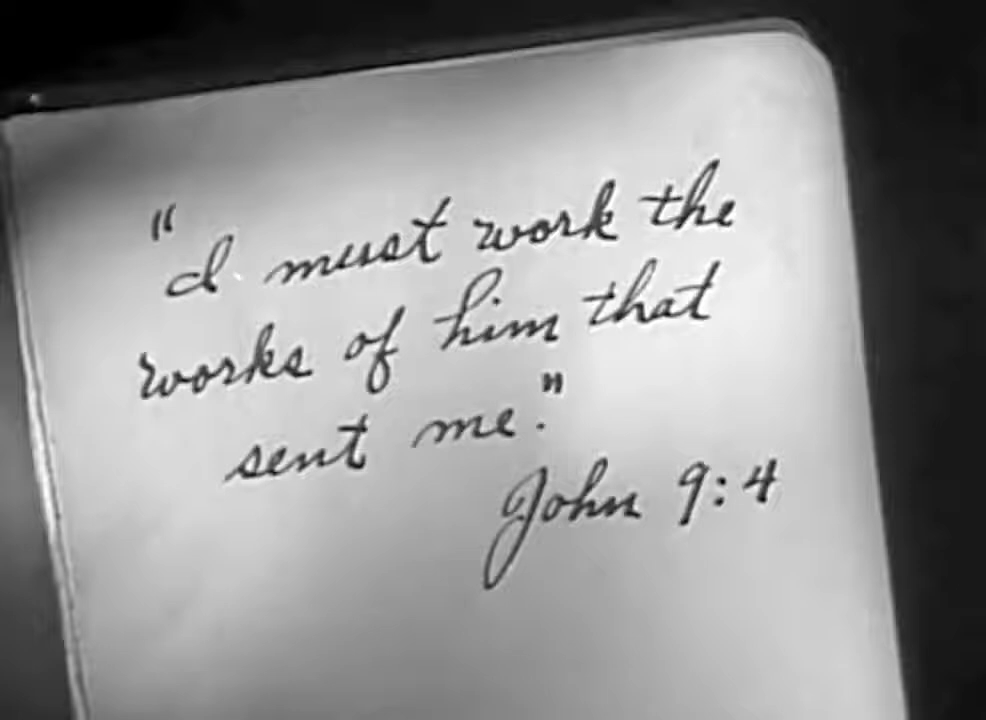 "I must work the
works of him that
sent me."
John 9:4